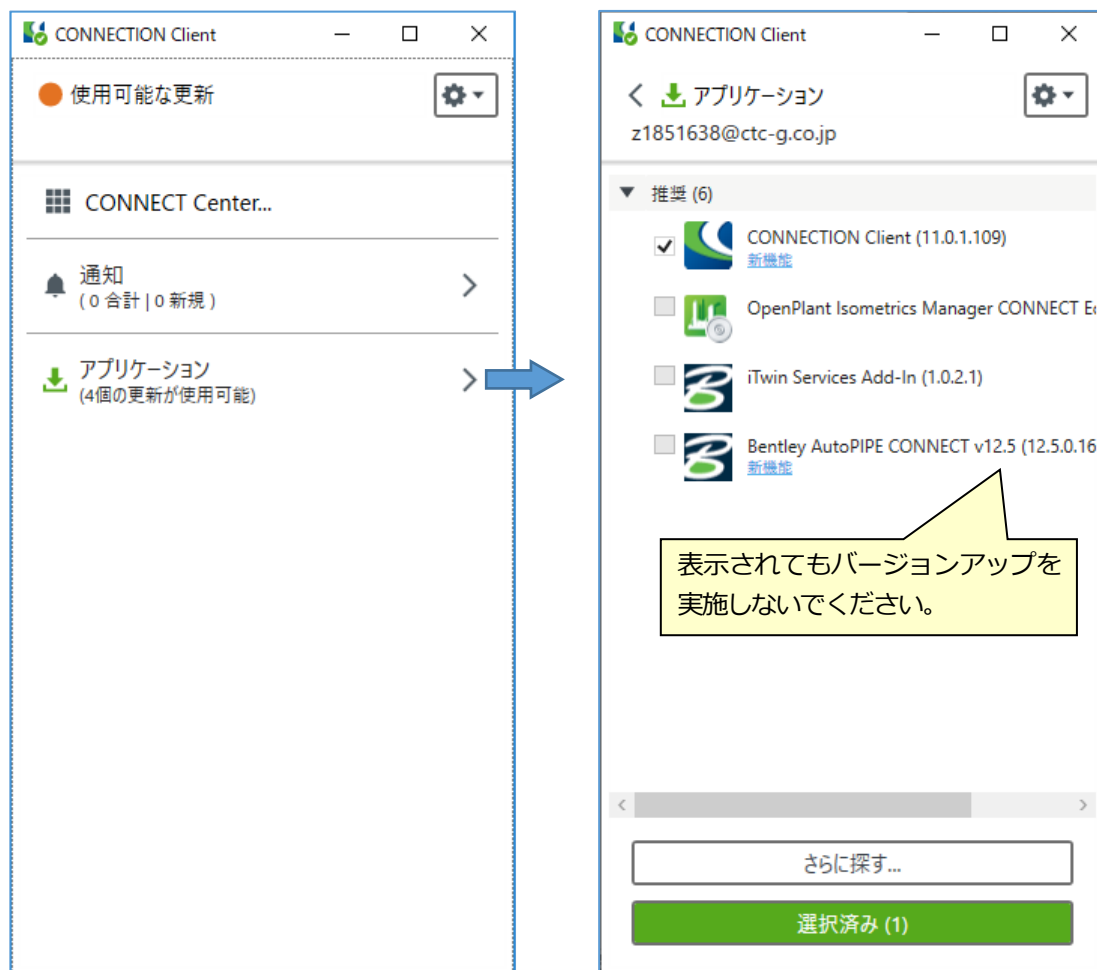 CONNECTION Client
使用可能な更新
CONNECT Center...
通知
( 0 合計 | 0 新規 )
アプリケーション
(4個の更新が使用可能)
CONNECTION Client
アプリケーション
z1851638@ctc-g.co.jp
推奨 (6)
CONNECTION Client (11.0.1.109)
新機能
OpenPlant Isometrics Manager CONNECT
iTwin Services Add-In (1.0.2.1)
Bentley AutoPIPE CONNECT v12.5 (12.5.0.16
新機能
表示されてもバージョンアップを
実施しないでください。
さらに探す...
選択済み (1)